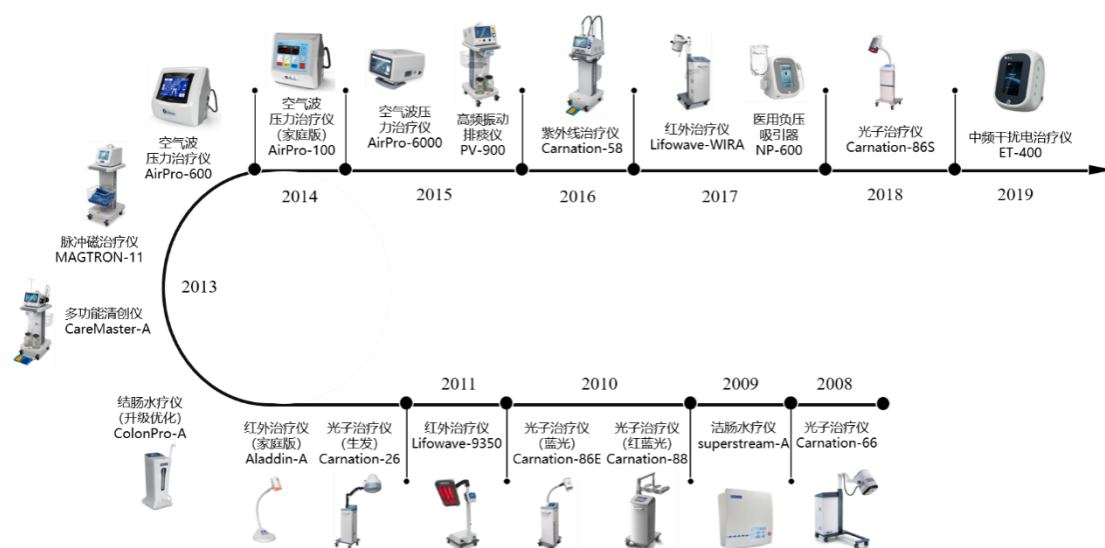 空气波
压力治疗仪
AirPro-600
空气波
压力治疗仪
(家庭版)
AirPro-100
空气波压
力治疗仪
AirPro-6000
高频振动
排痰仪
PV-900
紫外线治疗仪
Carnation-58
红外治疗仪
Lifowave-WIRA
医用负压
吸引器
NP-600
光子治疗仪
Carnation-86S
中频干扰电治疗仪
ET-400
2014
2015
2016
2017
2018
2019
脉冲磁治疗仪
MAGTRON-11
2013
多功能清创仪
CareMaster-A
2011
2010
2009
2008
结肠水疗仪
(升级优化)
ColonPro-A
红外治疗仪
(家庭版)
Aladdin-A
光子治疗仪
(生发)
Carnation-26
红外治疗仪
Lifowave-9350
光子治疗仪
(蓝光)
Carnation-86E
光子治疗仪
(红蓝光)
Carnation-88
洁肠水疗仪
superstream-A
光子治疗仪
Carnation-66